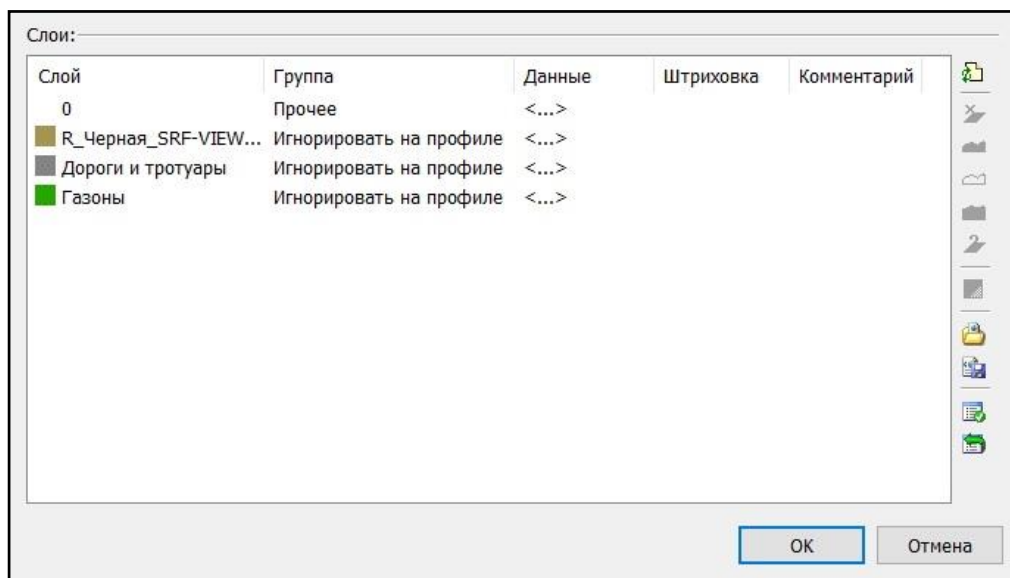 Слои:
Слой Группа Данные Штриховка Комментарий
0 Прочее <...>
R_Черная_SRF-VIEW... Игнорировать на профиле <...>
Дороги и тротуары Игнорировать на профиле <...>
Газоны Игнорировать на профиле <...>
OK Отмена